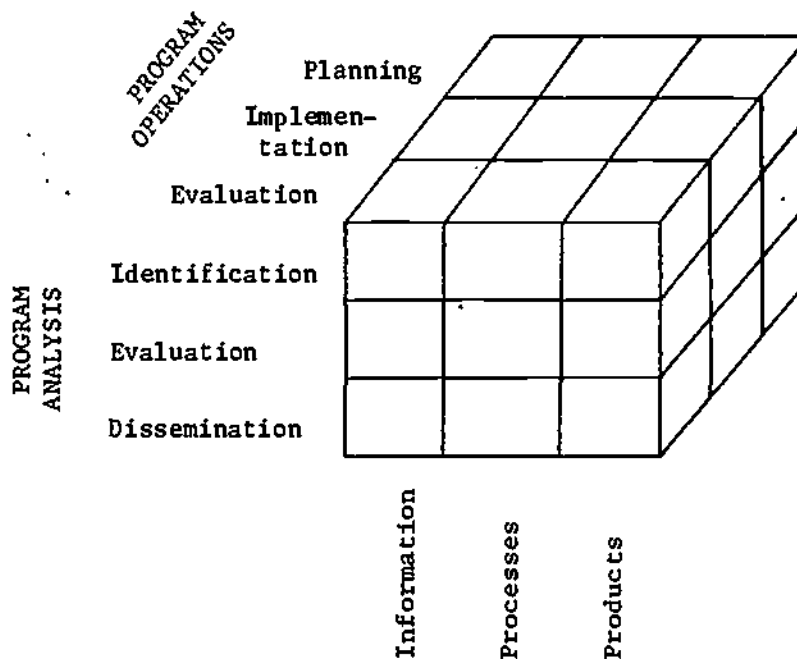 PROGRAM
OPERATIONS
Planning
Implemen-
tation
Evaluation
Identification
Evaluation
Dissemination
PROGRAM
ANALYSIS
Information
Processes
Products